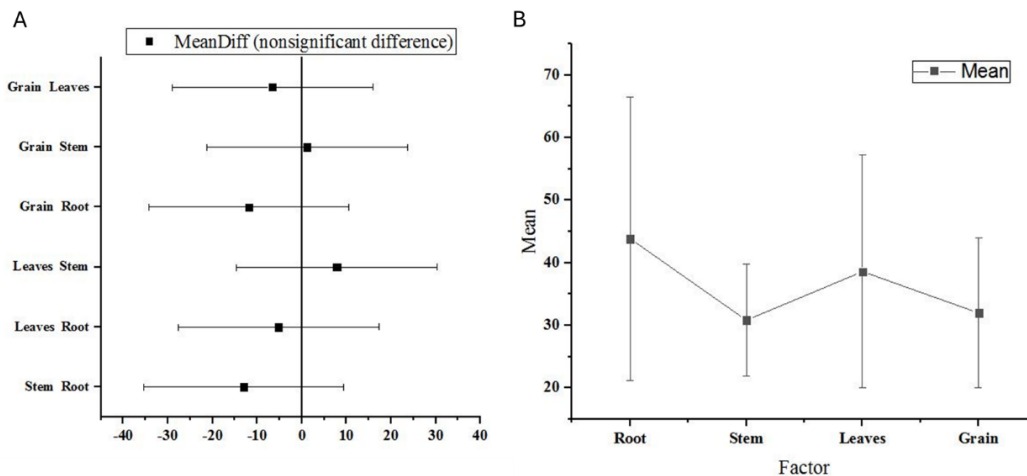 A
MeanDiff (nonsignificant difference)
Grain Leaves
Grain Stem
Grain Root
Leaves Stem
Leaves Root
Stem Root
-40 -30 -20 -10 0 10 20 30 40
B
Mean
70
60
50
40
30
20
Mean
Root Stem Leaves Grain
Factor